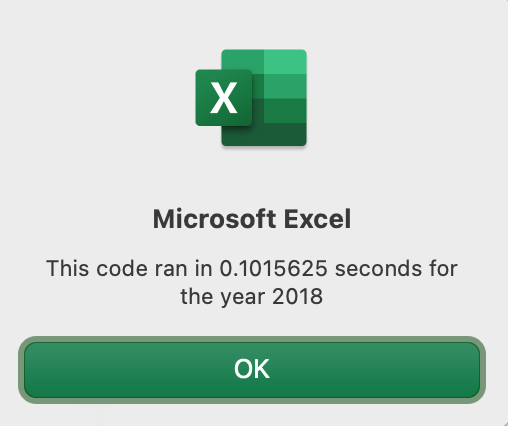 X
Microsoft Excel
This code ran in 0.1015625 seconds for
the year 2018
OK